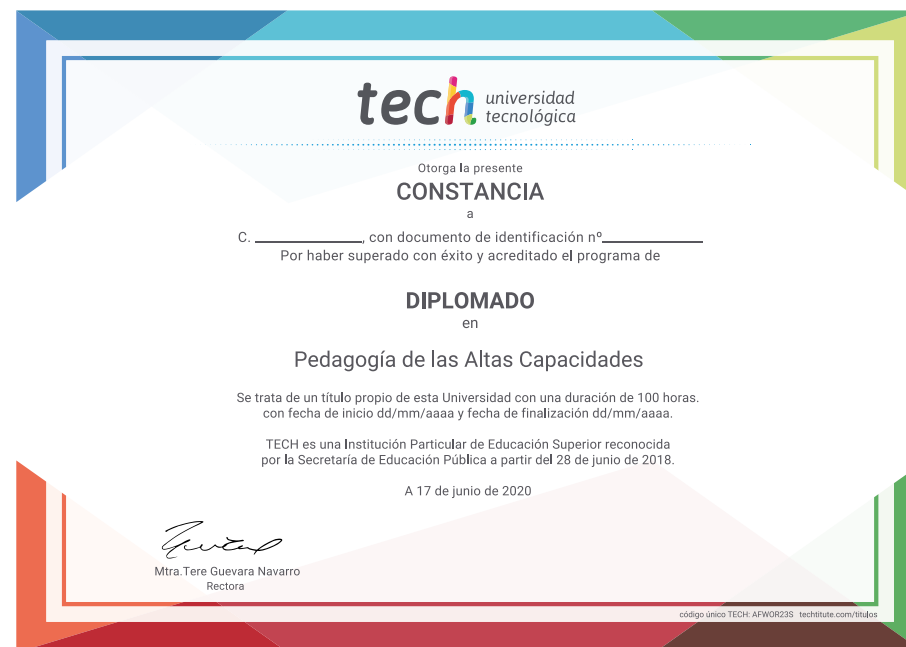 tech universidad
tecnológica
Otorga la presente
CONSTANCIA
a
C. ____________, con documento de identificación nº____________
Por haber superado con éxito y acreditado el programa de
DIPLOMADO
en
Pedagogía de las Altas Capacidades
Se trata de un título propio de esta Universidad con una duración de 100 horas.
con fecha de inicio dd/mm/aaaa y fecha de finalización dd/mm/aaaa.
TECH es una Institución Particular de Educación Superior reconocida
por la Secretaría de Educación Pública a partir del 28 de junio de 2018.
A 17 de junio de 2020
Mtra.Tere Guevara Navarro
Rectora
código único TECH: AFWOR23S techtitute.com/titulos